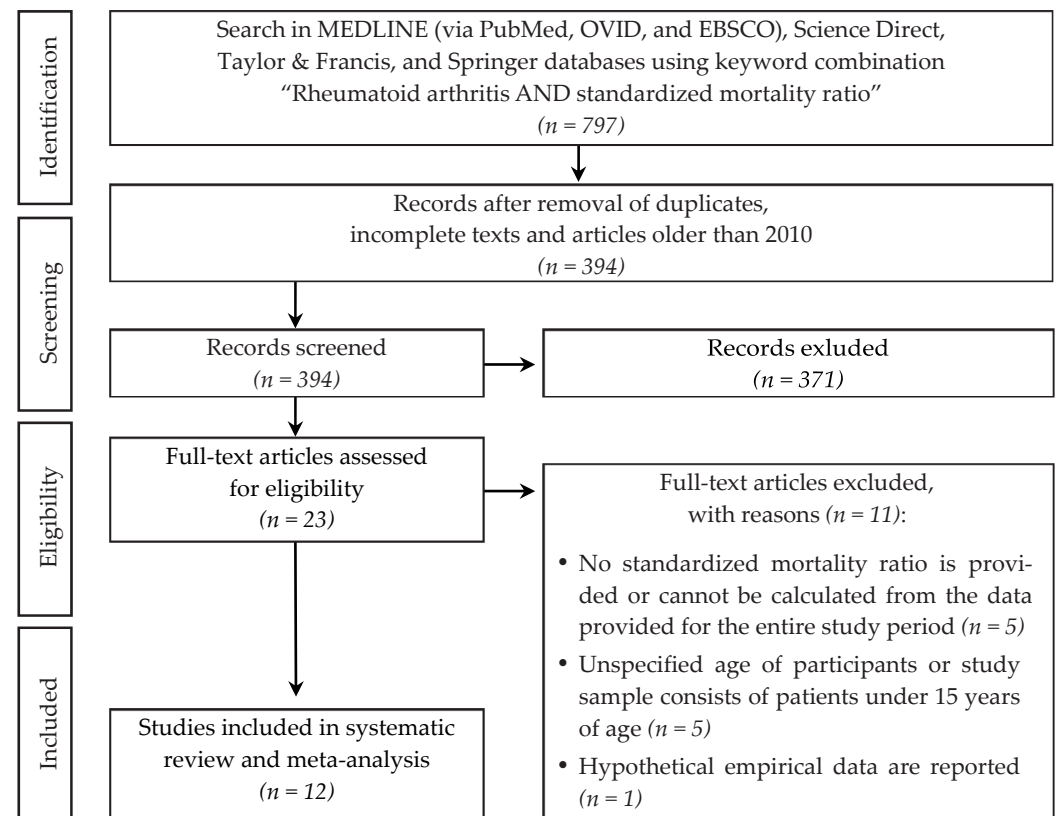 Identification
Search in MEDLINE (via PubMed, OVID, and EBSCO), Science Direct,
Taylor & Francis, and Springer databases using keyword combination
“Rheumatoid arthritis AND standardized mortality ratio”
(n = 797)
Records after removal of duplicates,
incomplete texts and articles older than 2010
(n = 394)
Screening
Records screened
(n = 394)
Records exluded
(n = 371)
Eligibility
Full-text articles assessed
for eligibility
(n = 23)
Full-text articles excluded,
with reasons (n = 11):
• No standardized mortality ratio is provi-
ded or cannot be calculated from the data
provided for the entire study period (n = 5)
• Unspecified age of participants or study
sample consists of patients under 15 years
of age (n = 5)
• Hypothetical empirical data are reported
(n = 1)
Included
Studies included in systematic
review and meta-analysis
(n = 12)